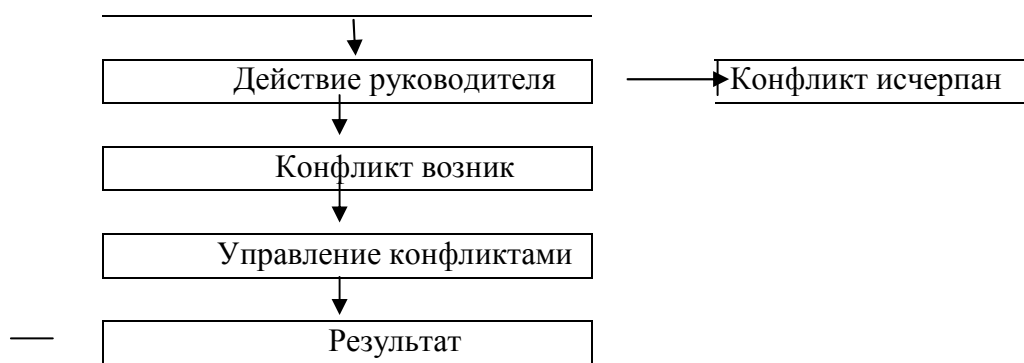 Действие руководителя
Конфликт исчерпан
Конфликт возник
Управление конфликтами
Результат